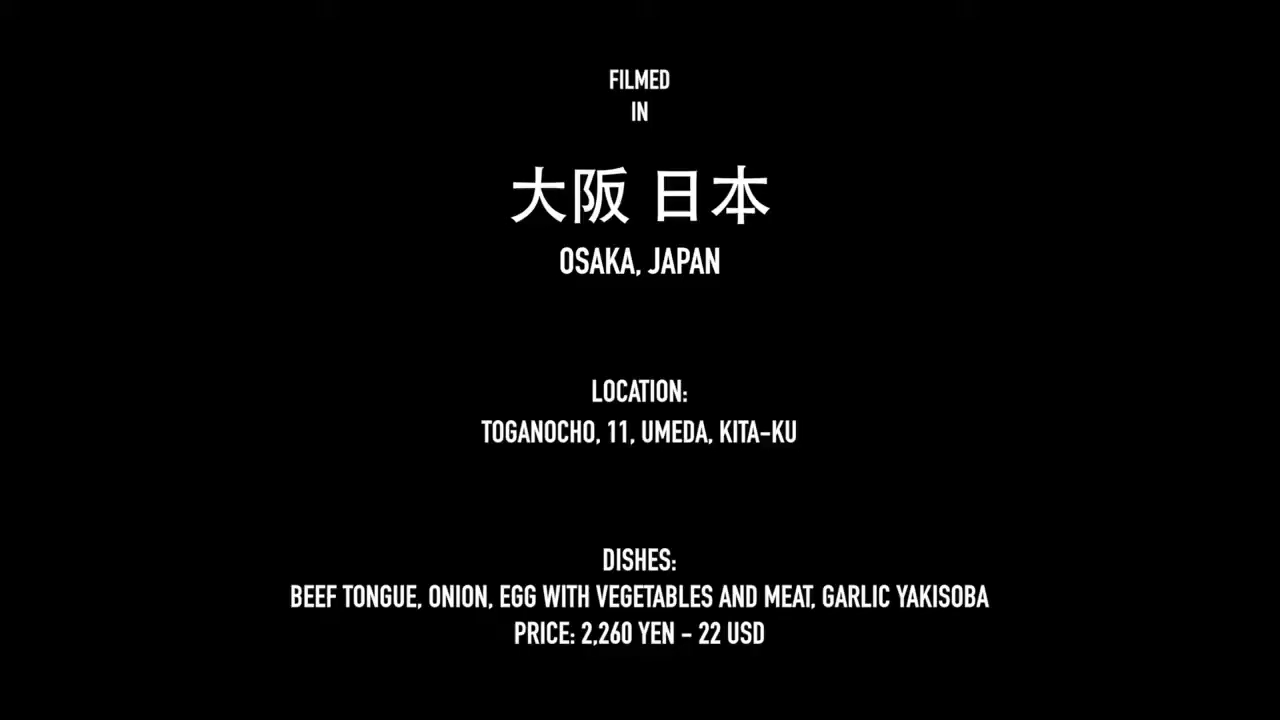 FILMED
IN
大阪 日本
OSAKA, JAPAN
LOCATION:
TOGANOCHO, 11, UMEDA, KITA-KU
DISHES:
BEEF TONGUE, ONION, EGG WITH VEGETABLES AND MEAT, GARLIC YAKISOBA
PRICE: 2,260 YEN - 22 USD